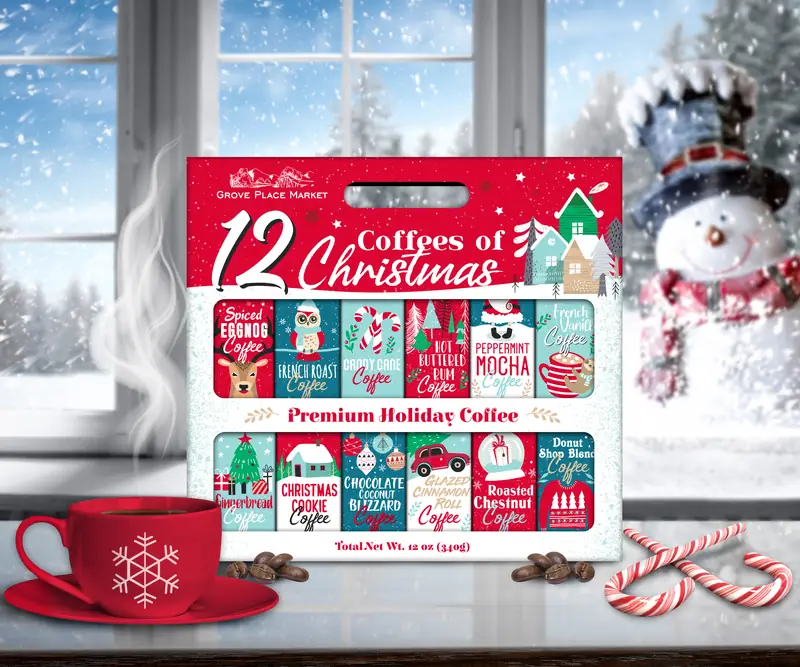 GROVE PLACE MARKET
12 Coffees of
Christmas
Spiced
EGGNOG
Coffee
FRENCH ROAST
Coffee
CANDY CANE
Coffee
HOT
BUTTERED
RUM
Coffee
PEPPERMINT
MOCHA
Coffee
French
Vanilla
Coffee
Premium Holiday Coffee
Gingerbread
Coffee
CHRISTMAS
COOKIE
Coffee
CHOCOLATE
COCONUT
BLIZZARD
Coffee
GLAZED
CINNAMON
ROLL
Coffee
Roasted
Chestnut
Coffee
Donut
Shop Blend
Coffee
Total Net Wt. 12 oz (340g)